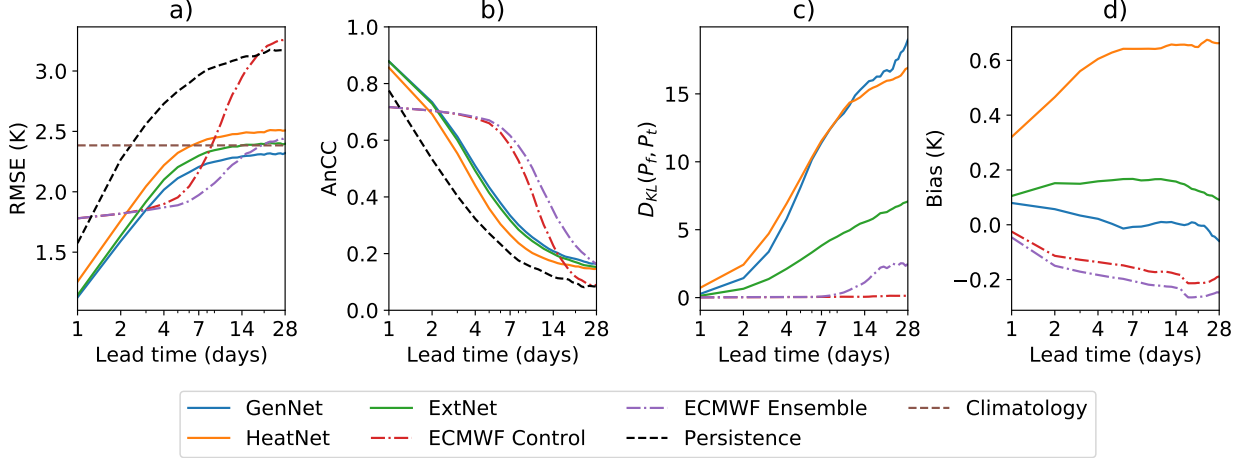 a)
RMSE (K)
3.0
2.5
2.0
1.5
1 2 4 7 14 28
Lead time (days)
b)
AnCC
1.0
0.8
0.6
0.4
0.2
0.0
1 2 4 7 14 28
Lead time (days)
c)
D_{KL}(P_f, P_t)
15
10
5
0
1 2 4 7 14 28
Lead time (days)
d)
Bias (K)
0.6
0.4
0.2
0.0
−0.2
1 2 4 7 14 28
Lead time (days)
GenNet ExtNet ECMWF Ensemble Climatology
HeatNet ECMWF Control Persistence